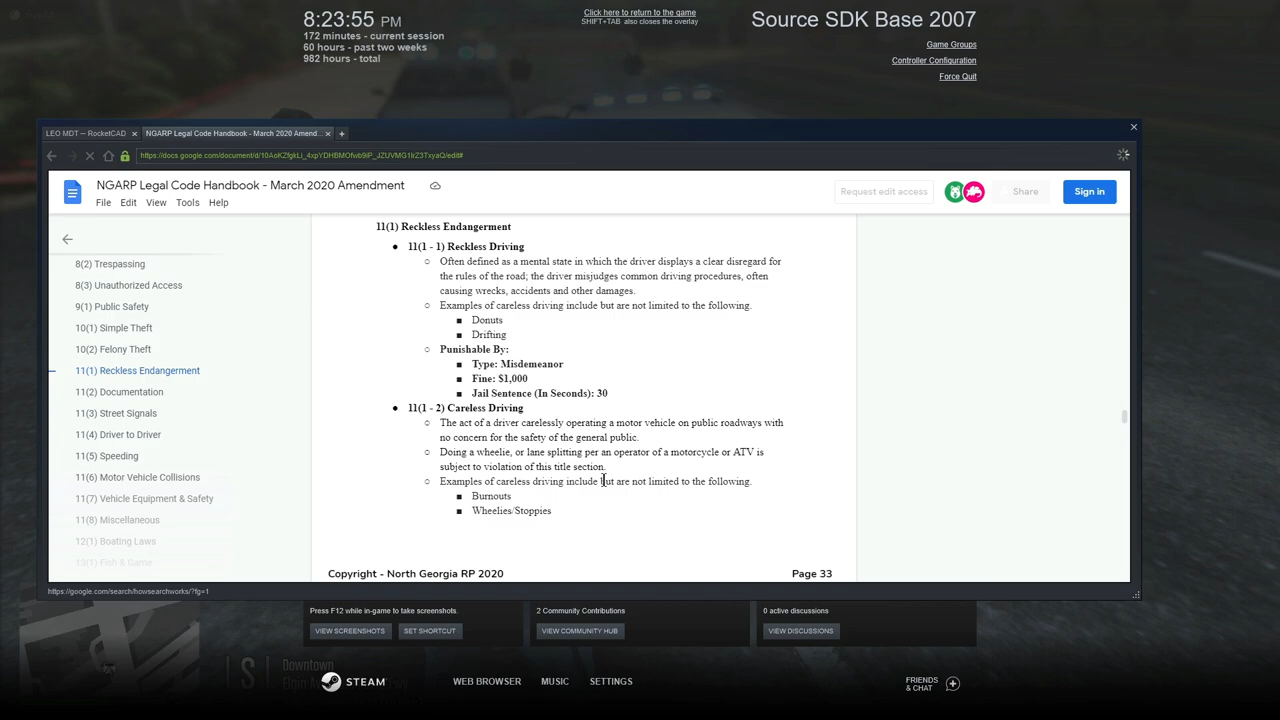 8:23:55 PM
172 minutes - current session
60 hours - past two weeks
982 hours - total
Click here to return to the game
SHIFT+TAB also closes the overlay
Source SDK Base 2007
Game Groups
Controller Configuration
Force Quit
LEO MDT — RocketCAD
NGARP Legal Code Handbook - March 2020 Amend...
NGARP Legal Code Handbook - March 2020 Amendment
File Edit View Tools Help
Request edit access
Share
Sign in
8(2) Trespassing
8(3) Unauthorized Access
9(1) Public Safety
10(1) Simple Theft
10(2) Felony Theft
11(1) Reckless Endangerment
11(2) Documentation
11(3) Street Signals
11(4) Driver to Driver
11(5) Speeding
11(6) Motor Vehicle Collisions
11(7) Vehicle Equipment & Safety
11(8) Miscellaneous
12(1) Boating Laws
13(1) Fish & Game
11(1) Reckless Endangerment
11(1 - 1) Reckless Driving
Often defined as a mental state in which the driver displays a clear disregard for
the rules of the road; the driver misjudges common driving procedures, often
causing wrecks, accidents and other damages.
Examples of careless driving include but are not limited to the following.
Donuts
Drifting
Punishable By:
Type: Misdemeanor
Fine: $1,000
Jail Sentence (In Seconds): 30
11(1 - 2) Careless Driving
The act of a driver carelessly operating a motor vehicle on public roadways with
no concern for the safety of the general public.
Doing a wheelie, or lane splitting per an operator of a motorcycle or ATV is
subject to violation of this title section.
Examples of careless driving include but are not limited to the following.
Burnouts
Wheelies/Stoppies
Copyright - North Georgia RP 2020
Page 33
https://google.com/search/howsearchworks/?fg=1
Press F12 while in-game to take screenshots.
VIEW SCREENSHOTS
SET SHORTCUT
2 Community Contributions
VIEW COMMUNITY HUB
0 active discussions
VIEW DISCUSSIONS
S
Downtown
STEAM
WEB BROWSER
MUSIC
SETTINGS
FRIENDS
& CHAT